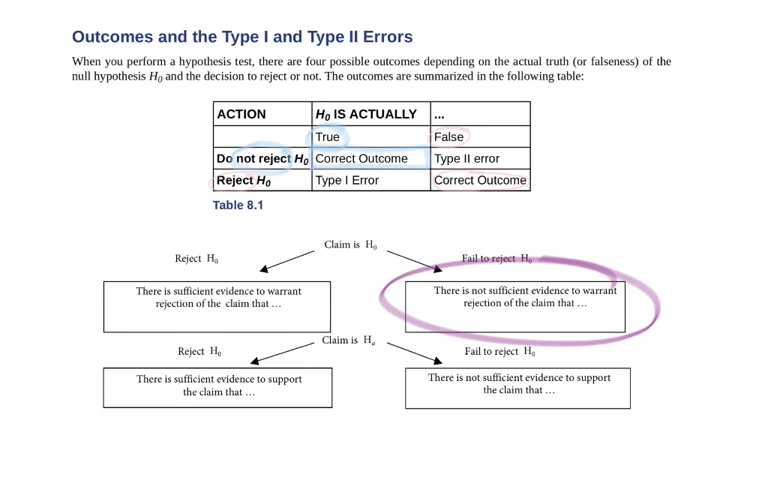 Outcomes and the Type I and Type II Errors
When you perform a hypothesis test, there are four possible outcomes depending on the actual truth (or falseness) of the
null hypothesis H0 and the decision to reject or not. The outcomes are summarized in the following table:
ACTION H0 IS ACTUALLY ...
True False
Do not reject H0 Correct Outcome Type II error
Reject H0 Type I Error Correct Outcome
Table 8.1
Claim is H0
Reject H0 Fail to reject H0
There is sufficient evidence to warrant
rejection of the claim that …
There is not sufficient evidence to warrant
rejection of the claim that …
Claim is Ha
Reject H0 Fail to reject H0
There is sufficient evidence to support
the claim that …
There is not sufficient evidence to support
the claim that …